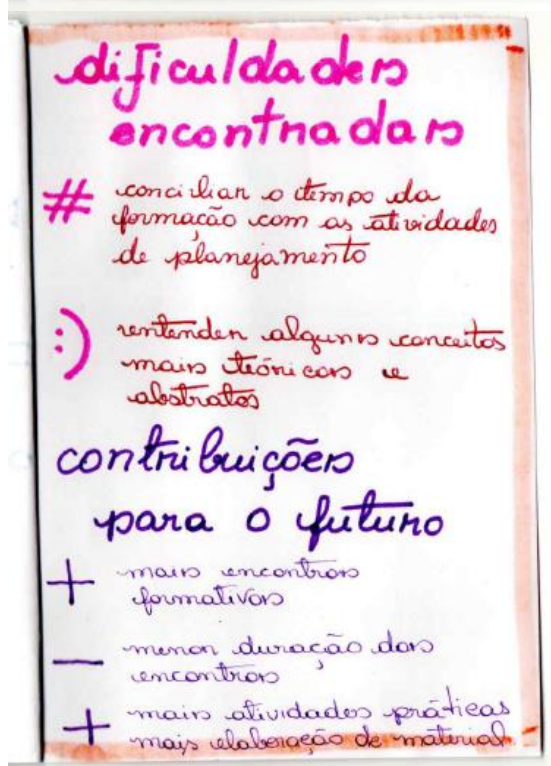 dificuldades
encontradas
# conciliar o tempo da
formação com as atividades
de planejamento
:) entender alguns conceitos
mais teóricos e
abstratos
contribuições
para o futuro
+ mais encontros
formativos
— menor duração dos
encontros
+ mais atividades práticas
mais elaboração de material